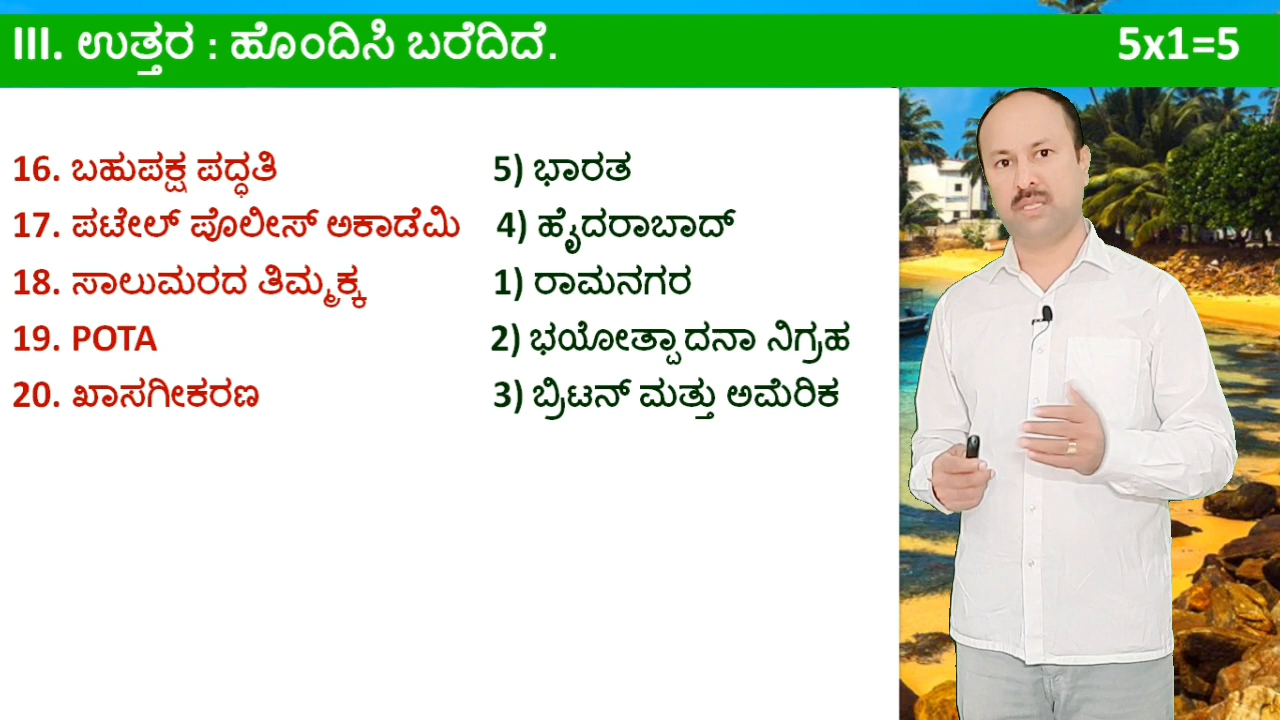 III. ಉತ್ತರ : ಹೊಂದಿಸಿ ಬರೆದಿದೆ. 5x1=5
16. ಬಹುಪಕ್ಷ ಪದ್ಧತಿ 5) ಭಾರತ
17. ಪಟೇಲ್ ಪೊಲೀಸ್ ಅಕಾಡೆಮಿ 4) ಹೈದರಾಬಾದ್
18. ಸಾಲುಮರದ ತಿಮ್ಮಕ್ಕ 1) ರಾಮನಗರ
19. POTA 2) ಭಯೋತ್ಪಾದನಾ ನಿಗ್ರಹ
20. ಖಾಸಗೀಕರಣ 3) ಬ್ರಿಟನ್ ಮತ್ತು ಅಮೆರಿಕ